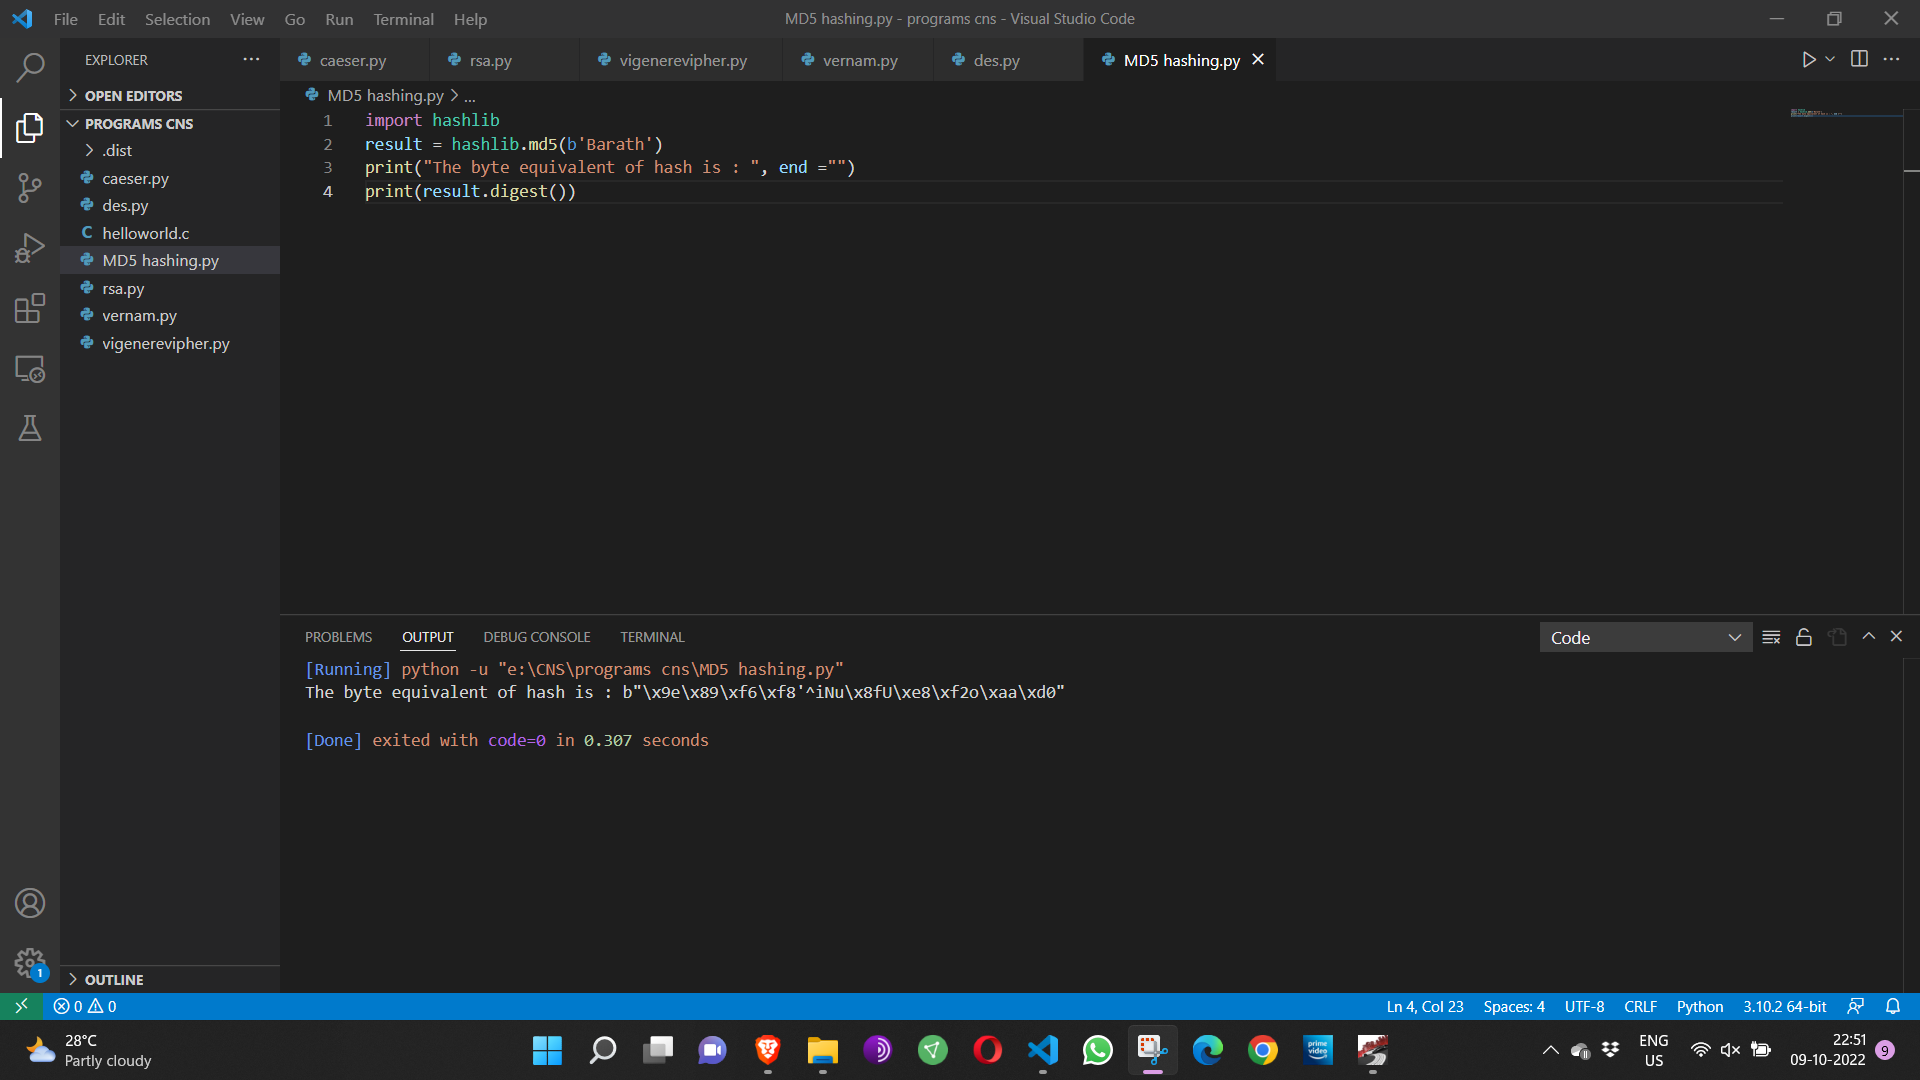 File Edit Selection View Go Run Terminal Help
MD5 hashing.py - programs cns - Visual Studio Code
EXPLORER
caeser.py
rsa.py
vigenerevipher.py
vernam.py
des.py
MD5 hashing.py
OPEN EDITORS
PROGRAMS CNS
.dist
caeser.py
des.py
C helloworld.c
MD5 hashing.py
rsa.py
vernam.py
vigenerevipher.py
OUTLINE
MD5 hashing.py > ...
1 import hashlib
2 result = hashlib.md5(b'Barath')
3 print("The byte equivalent of hash is : ", end ="")
4 print(result.digest())
PROBLEMS OUTPUT DEBUG CONSOLE TERMINAL
Code
[Running] python -u "e:\CNS\programs cns\MD5 hashing.py"
The byte equivalent of hash is : b"\x9e\x89\xf6\xf8'^iNu\x8fU\xe8\xf2o\xaa\xd0"
[Done] exited with code=0 in 0.307 seconds
1
0 0
Ln 4, Col 23 Spaces: 4 UTF-8 CRLF Python 3.10.2 64-bit
28°C
Partly cloudy
prime video
ENG
US
22:51
09-10-2022
9